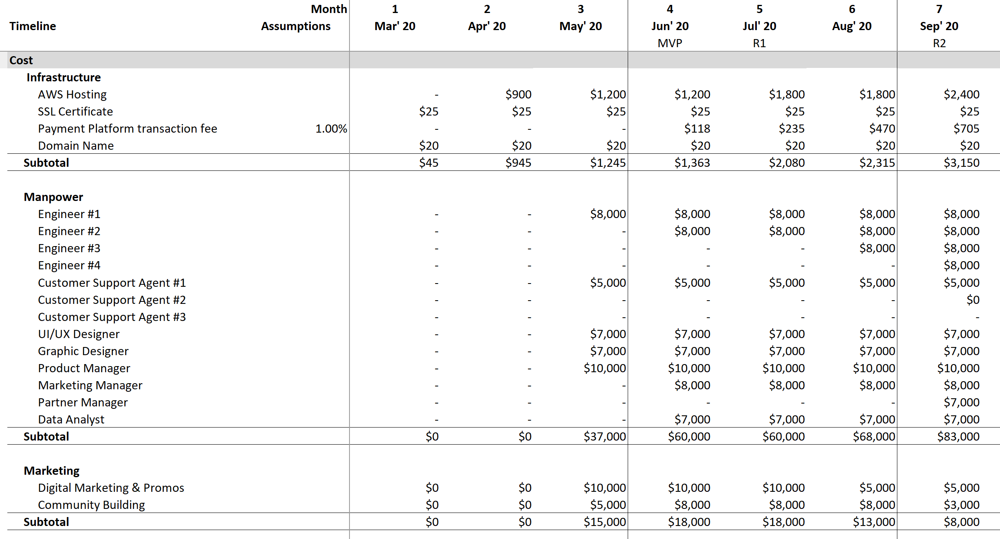 Month 1 2 3 4 5 6 7
Timeline Assumptions Mar' 20 Apr' 20 May' 20 Jun' 20 Jul' 20 Aug' 20 Sep' 20
MVP R1 R2
Cost
Infrastructure
AWS Hosting - $900 $1,200 $1,200 $1,800 $1,800 $2,400
SSL Certificate $25 $25 $25 $25 $25 $25 $25
Payment Platform transaction fee 1.00% - - - $118 $235 $470 $705
Domain Name $20 $20 $20 $20 $20 $20 $20
Subtotal $45 $945 $1,245 $1,363 $2,080 $2,315 $3,150
Manpower
Engineer #1 - - $8,000 $8,000 $8,000 $8,000 $8,000
Engineer #2 - - - $8,000 $8,000 $8,000 $8,000
Engineer #3 - - - - - $8,000 $8,000
Engineer #4 - - - - - - $8,000
Customer Support Agent #1 - - $5,000 $5,000 $5,000 $5,000 $5,000
Customer Support Agent #2 - - - - - - $0
Customer Support Agent #3 - - - - - - -
UI/UX Designer - - $7,000 $7,000 $7,000 $7,000 $7,000
Graphic Designer - - $7,000 $7,000 $7,000 $7,000 $7,000
Product Manager - - $10,000 $10,000 $10,000 $10,000 $10,000
Marketing Manager - - - $8,000 $8,000 $8,000 $8,000
Partner Manager - - - - - - $7,000
Data Analyst - - - $7,000 $7,000 $7,000 $7,000
Subtotal $0 $0 $37,000 $60,000 $60,000 $68,000 $83,000
Marketing
Digital Marketing & Promos $0 $0 $10,000 $10,000 $10,000 $5,000 $5,000
Community Building $0 $0 $5,000 $8,000 $8,000 $8,000 $3,000
Subtotal $0 $0 $15,000 $18,000 $18,000 $13,000 $8,000